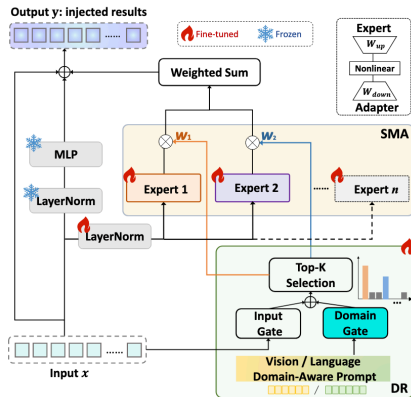 Output y: injected results
......
Fine-tuned
Frozen
Expert
W_up
Nonlinear
W_down
Adapter
Weighted Sum
SMA
W₁
W₂
MLP
LayerNorm
LayerNorm
Expert 1
Expert 2
......
Expert n
Top-K
Selection
...
Input
Gate
Domain
Gate
......
Input x
Vision / Language
Domain-Aware Prompt
/
DR